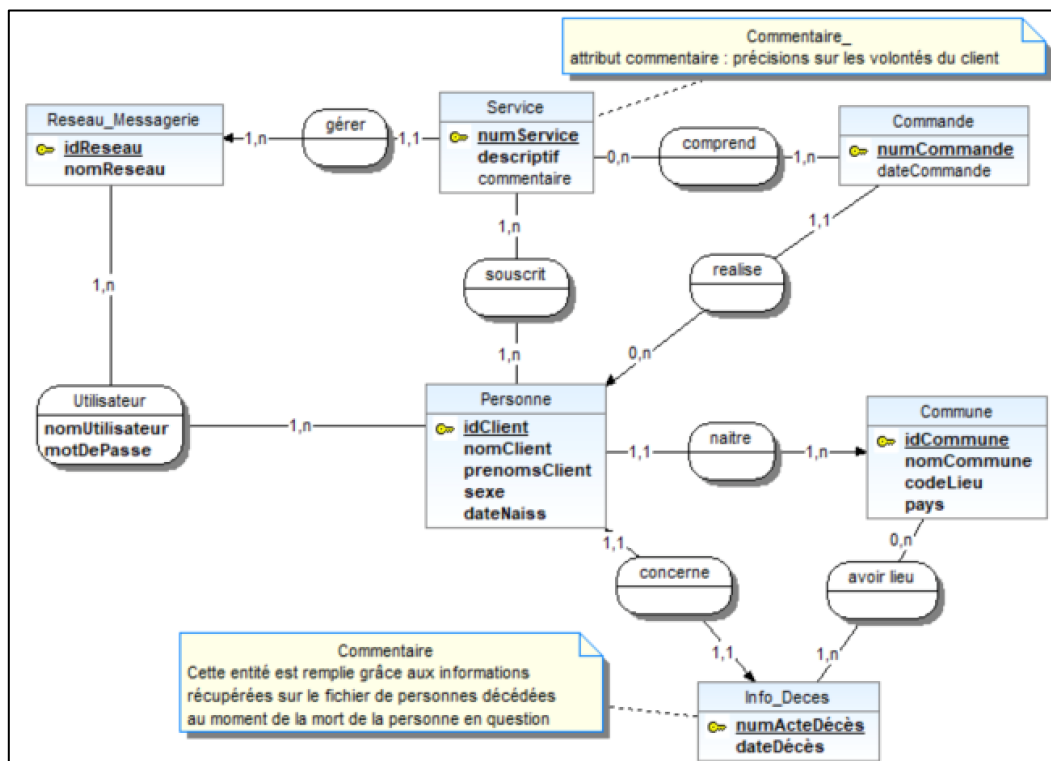 Commentaire_
attribut commentaire : précisions sur les volontés du client
Reseau_Messagerie
idReseau
nomReseau
1,n
gérer
1,1
Service
numService
descriptif
commentaire
0,n
comprend
1,n
Commande
numCommande
dateCommande
1,n
souscrit
1,n
1,1
realise
0,n
1,n
Utilisateur
nomUtilisateur
motDePasse
1,n
Personne
idClient
nomClient
prenomsClient
sexe
dateNaiss
1,1
naitre
1,n
Commune
idCommune
nomCommune
codeLieu
pays
1,1
concerne
1,1
0,n
avoir lieu
1,n
Commentaire
Cette entité est remplie grâce aux informations
récupérées sur le fichier de personnes décédées
au moment de la mort de la personne en question
Info_Deces
numActeDécès
dateDécès